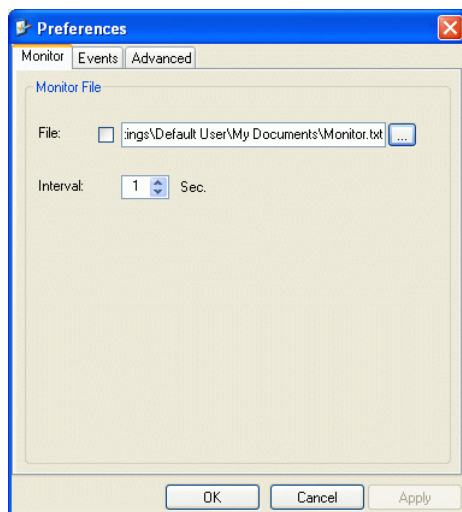 Preferences
Monitor Events Advanced
Monitor File
File: :ings\Default User\My Documents\Monitor.txt ...
Interval: 1 Sec.
OK Cancel Apply